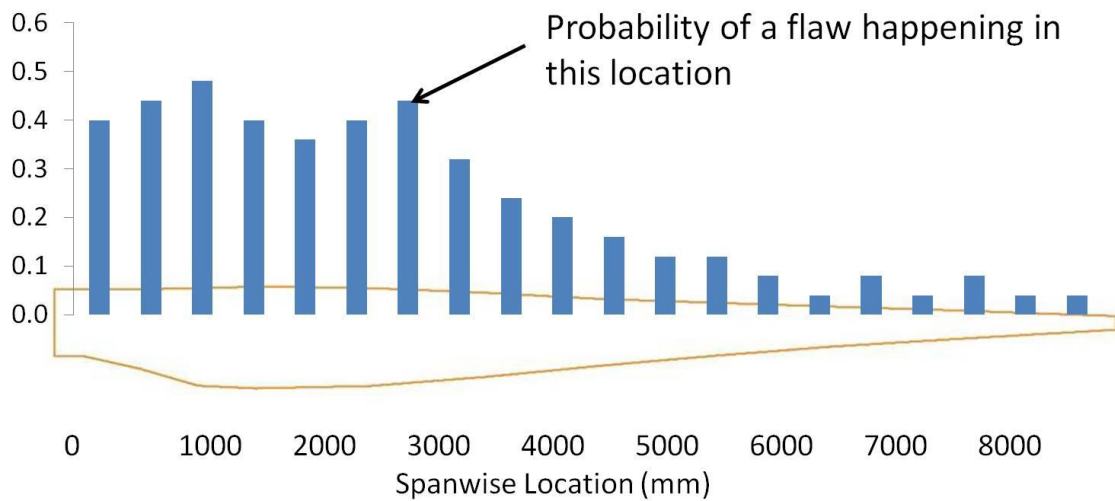 Probability of a flaw happening in
this location
0.6
0.5
0.4
0.3
0.2
0.1
0.0
0 1000 2000 3000 4000 5000 6000 7000 8000
Spanwise Location (mm)